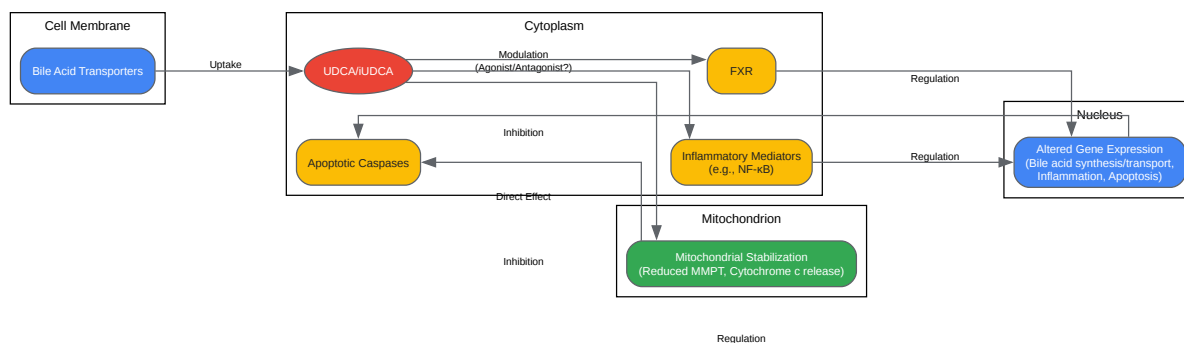 Cell Membrane
Bile Acid Transporters
Uptake
Cytoplasm
UDCA/iUDCA
Modulation
(Agonist/Antagonist?)
FXR
Regulation
Inhibition
Apoptotic Caspases
Inflammatory Mediators
(e.g., NF-κB)
Regulation
Nucleus
Altered Gene Expression
(Bile acid synthesis/transport,
Inflammation, Apoptosis)
Direct Effect
Mitochondrion
Mitochondrial Stabilization
(Reduced MMPT, Cytochrome c release)
Inhibition
Regulation